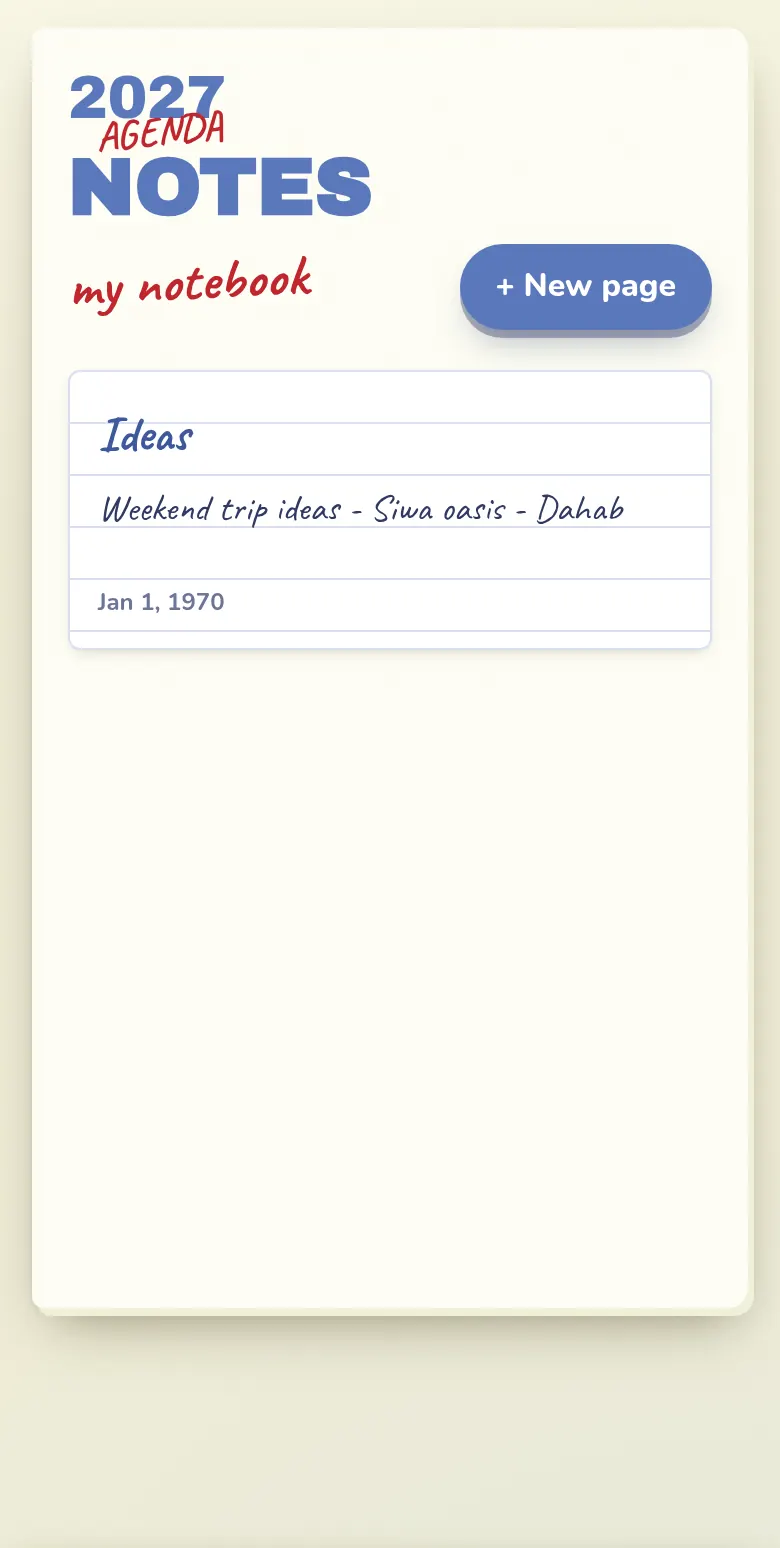 2027
AGENDA
NOTES
my notebook
+ New page
Ideas
Weekend trip ideas - Siwa oasis - Dahab
Jan 1, 1970